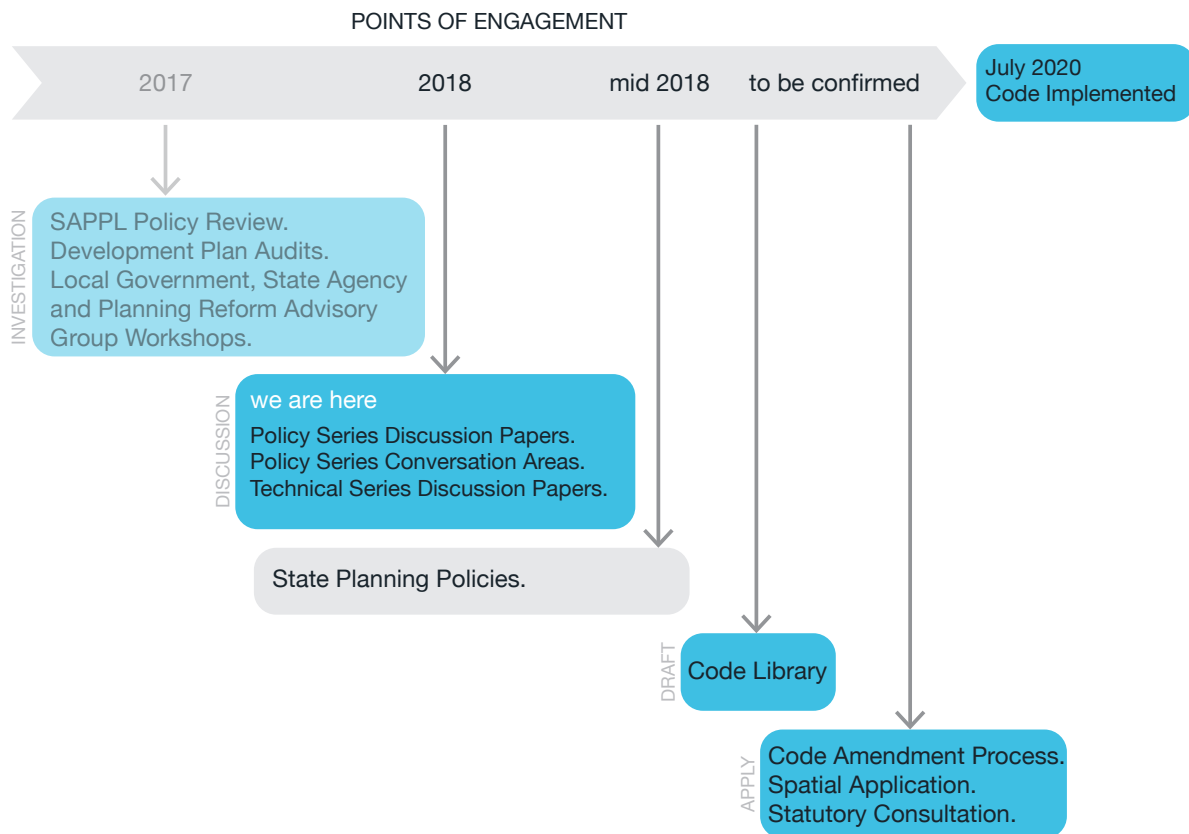 POINTS OF ENGAGEMENT
2017
2018
mid 2018
to be confirmed
July 2020
Code Implemented
INVESTIGATION
SAPPL Policy Review.
Development Plan Audits.
Local Government, State Agency
and Planning Reform Advisory
Group Workshops.
DISCUSSION
we are here
Policy Series Discussion Papers.
Policy Series Conversation Areas.
Technical Series Discussion Papers.
State Planning Policies.
DRAFT
Code Library
APPLY
Code Amendment Process.
Spatial Application.
Statutory Consultation.